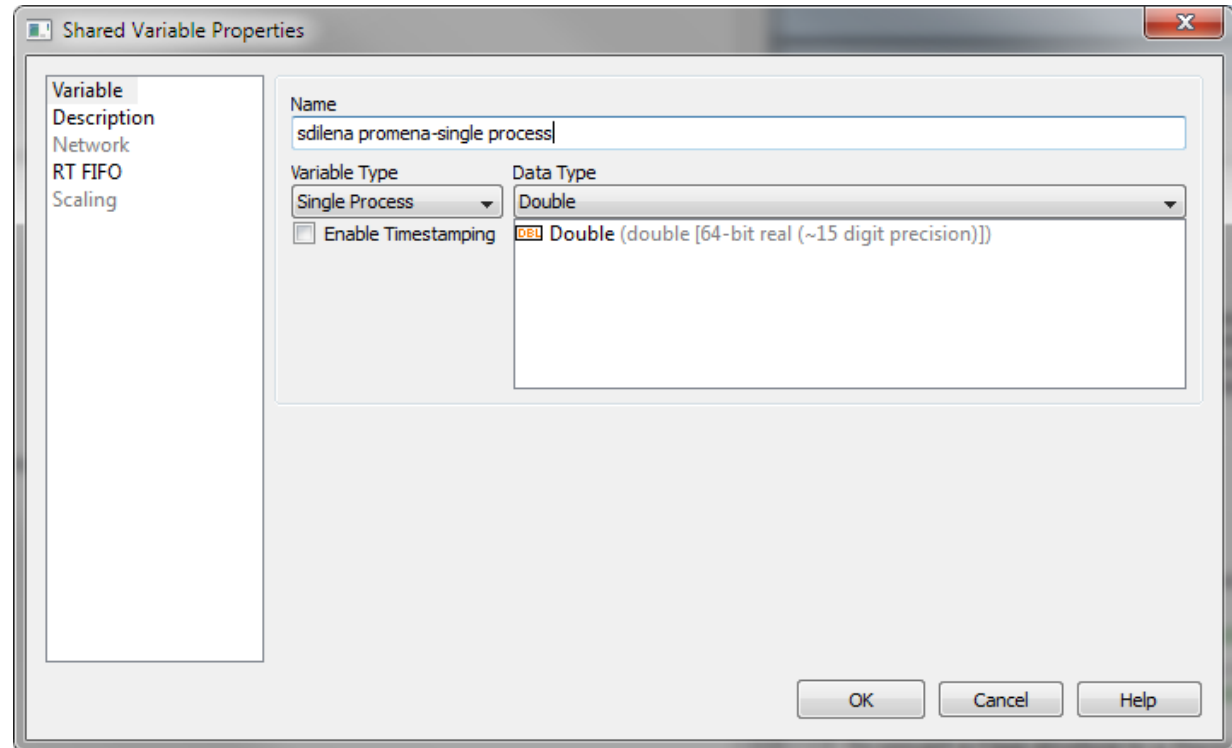 Shared Variable Properties
Variable
Description
Network
RT FIFO
Scaling
Name
sdilena promena-single process
Variable Type
Data Type
Single Process
Double
Enable Timestamping
DBL Double (double [64-bit real (~15 digit precision)])
OK
Cancel
Help